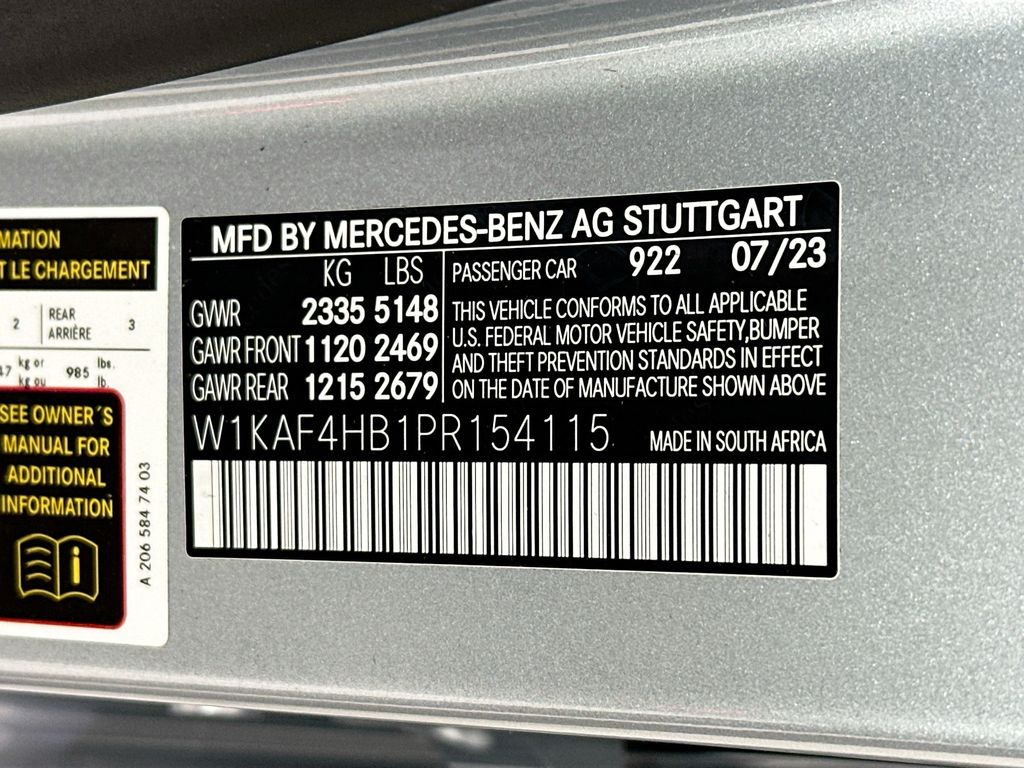 MATION
T LE CHARGEMENT
2 REAR ARRIÈRE 3
47 kg or kg ou 985 lbs. lb.
SEE OWNER´S
MANUAL FOR
ADDITIONAL
INFORMATION
A 206 584 74 03
MFD BY MERCEDES-BENZ AG STUTTGART
KG LBS
GVWR 2335 5148
GAWR FRONT 1120 2469
GAWR REAR 1215 2679
PASSENGER CAR 922 07/23
THIS VEHICLE CONFORMS TO ALL APPLICABLE
U.S. FEDERAL MOTOR VEHICLE SAFETY,BUMPER
AND THEFT PREVENTION STANDARDS IN EFFECT
ON THE DATE OF MANUFACTURE SHOWN ABOVE
W1KAF4HB1PR154115 MADE IN SOUTH AFRICA